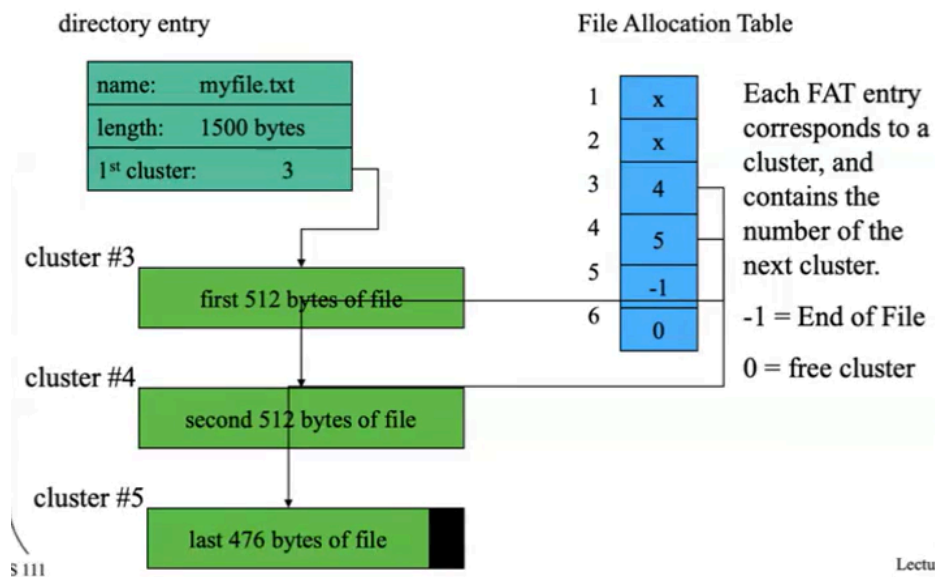 directory entry
name: myfile.txt
length: 1500 bytes
1st cluster: 3
cluster #3
first 512 bytes of file
cluster #4
second 512 bytes of file
cluster #5
last 476 bytes of file
S 111
File Allocation Table
1 x
2 x
3 4
4 5
5 -1
6 0
Each FAT entry
corresponds to a
cluster, and
contains the
number of the
next cluster.
-1 = End of File
0 = free cluster
Lectu